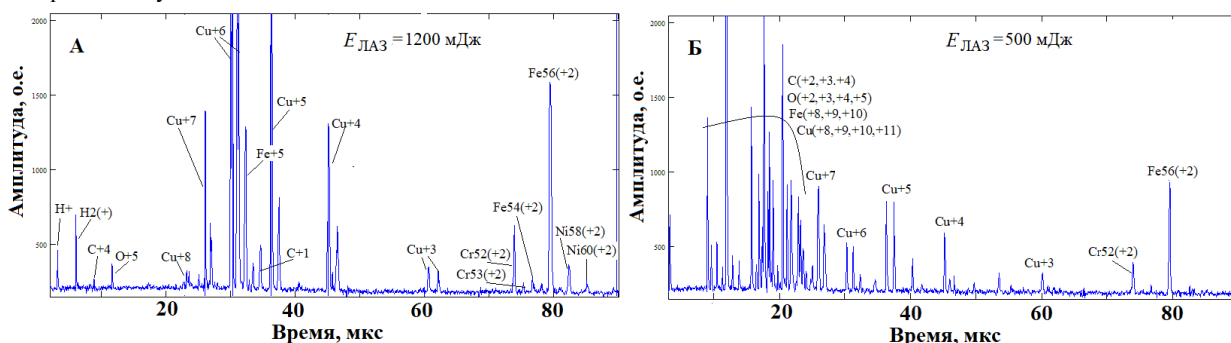 А
E ЛАЗ =1200 мДж
Амплитуда, о.е.
2000
1500
1000
500
H+
H2(+)
C+4
O+5
Cu+8
Cu+7
Cu+6
Fe+5
Cu+5
C+1
Cu+4
Cu+3
Cr52(+2)
Cr53(+2)
Fe54(+2)
Fe56(+2)
Ni58(+2)
Ni60(+2)
20
40
60
80
Время, мкс
Б
E ЛАЗ =500 мДж
Амплитуда, о.е.
2000
1500
1000
500
C(+2,+3.+4)
O(+2,+3,+4,+5)
Fe(+8,+9,+10)
Cu(+8,+9,+10,+11)
Cu+7
Cu+6
Cu+5
Cu+4
Cu+3
Cr52(+2)
Fe56(+2)
10
20
40
60
80
Время, мкс